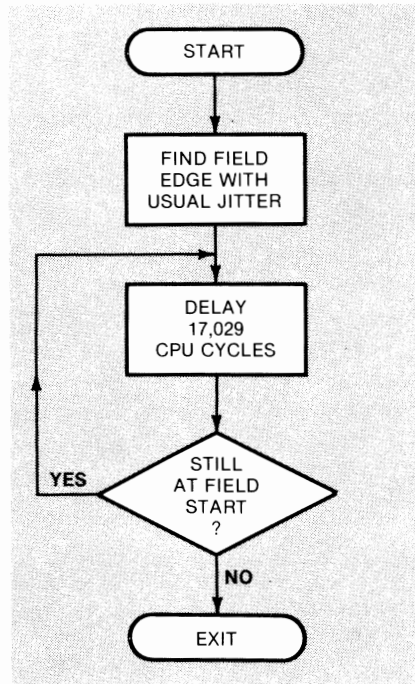 START
FIND FIELD
EDGE WITH
USUAL JITTER
DELAY
17,029
CPU CYCLES
STILL
AT FIELD
START
?
YES
NO
EXIT